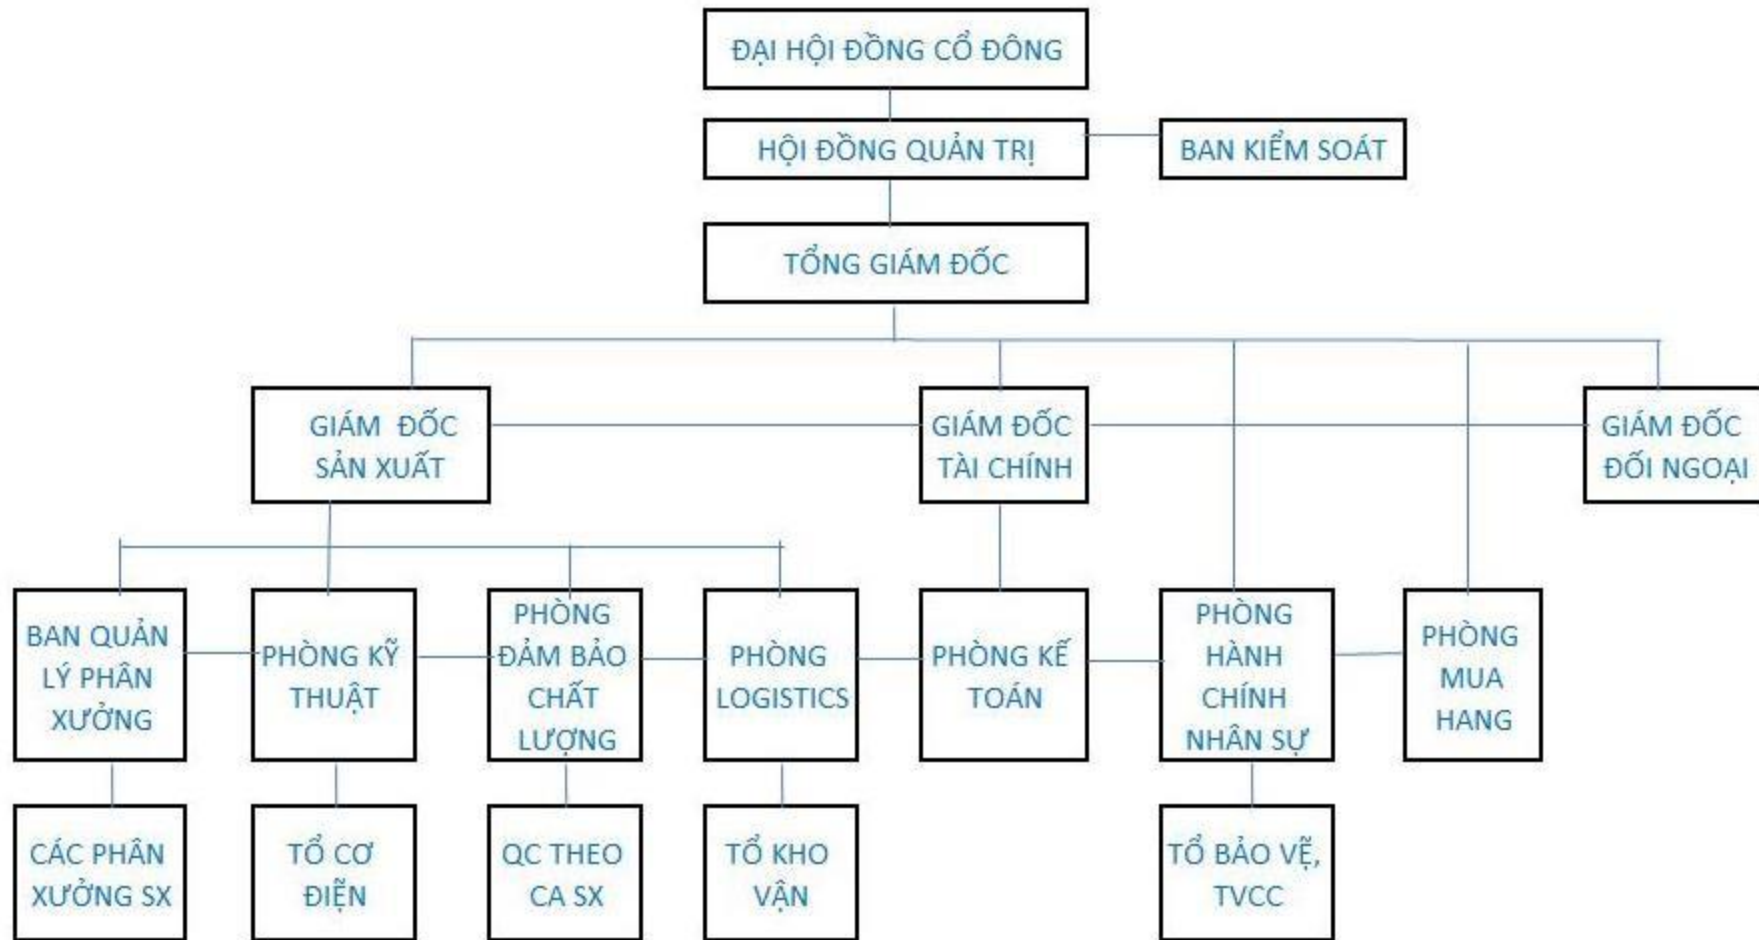 ĐẠI HỘI ĐỒNG CỔ ĐÔNG
HỘI ĐỒNG QUẢN TRỊ
BAN KIỂM SOÁT
TỔNG GIÁM ĐỐC
GIÁM ĐỐC
SẢN XUẤT
GIÁM ĐỐC
TÀI CHÍNH
GIÁM ĐỐC
ĐỐI NGOẠI
BAN QUẢN
LÝ PHÂN
XƯỞNG
PHÒNG KỸ
THUẬT
PHÒNG
ĐẢM BẢO
CHẤT
LƯỢNG
PHÒNG
LOGISTICS
PHÒNG KẾ
TOÁN
PHÒNG
HÀNH
CHÍNH
NHÂN SỰ
PHÒNG
MUA
HANG
CÁC PHÂN
XƯỞNG SX
TỔ CƠ
ĐIỆN
QC THEO
CA SX
TỔ KHO
VẬN
TỔ BẢO VỆ,
TVCC